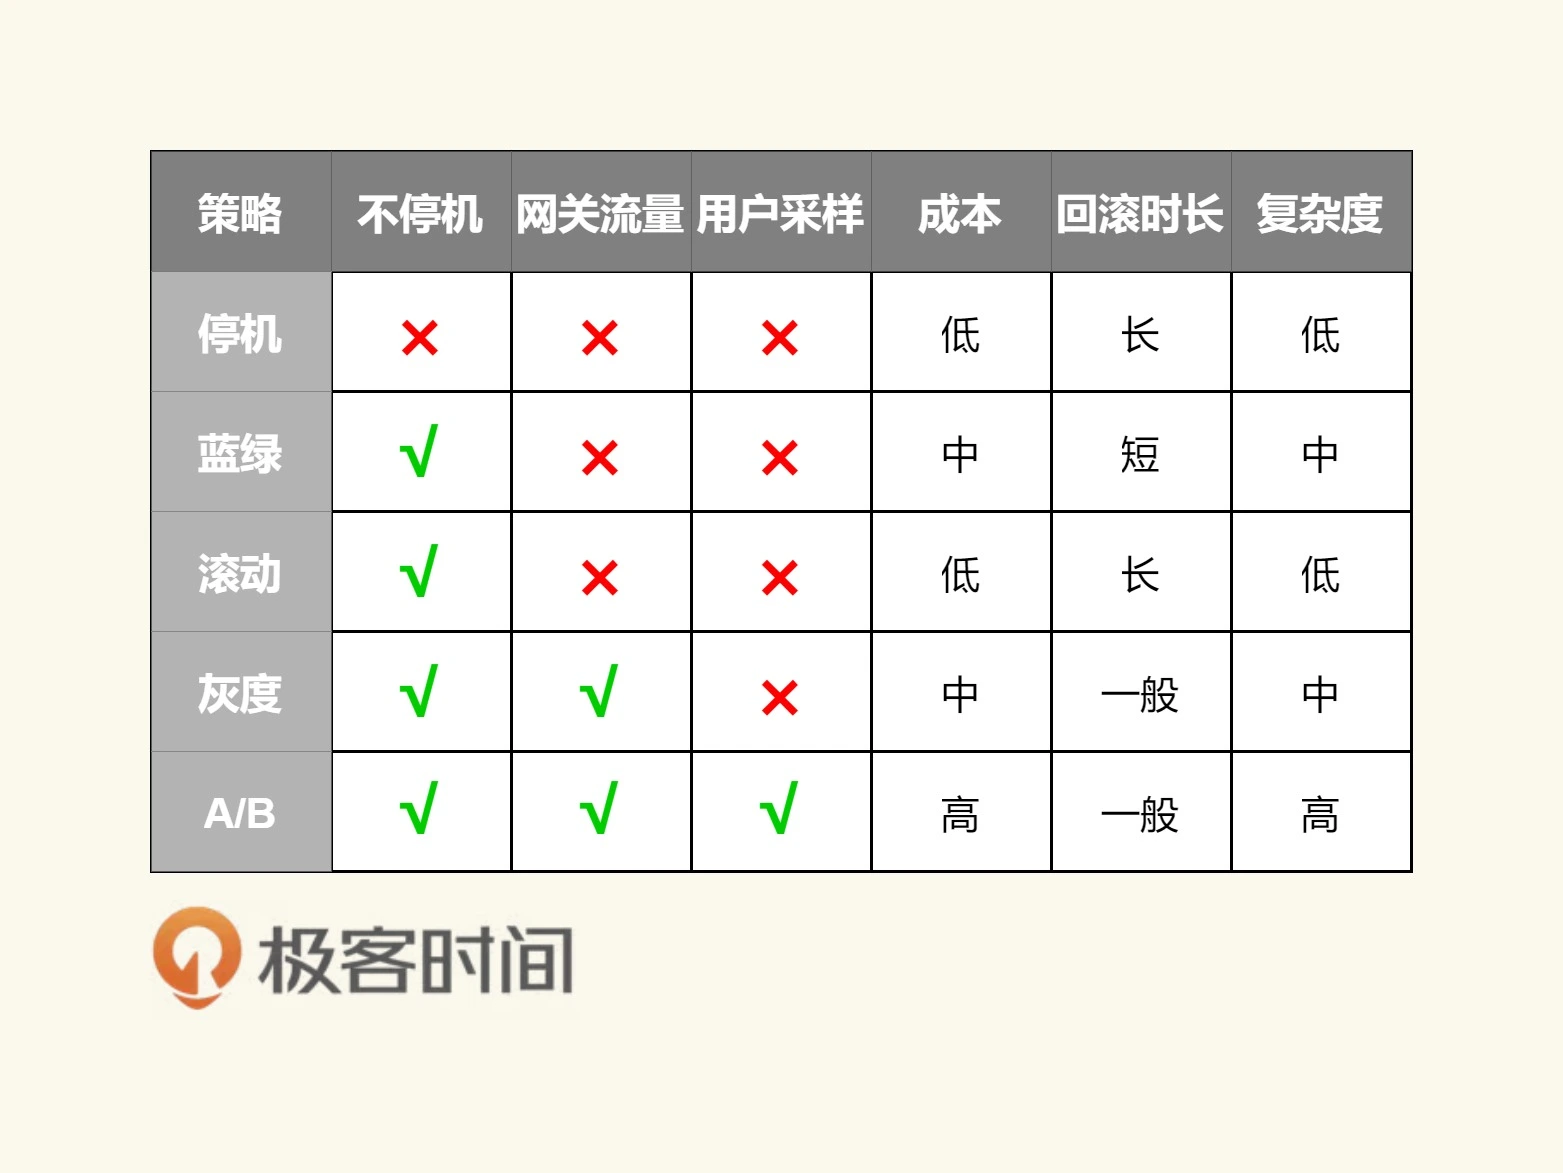 策略 不停机 网关流量 用户采样 成本 回滚时长 复杂度
停机 × × × 低 长 低
蓝绿 √ × × 中 短 中
滚动 √ × × 低 长 低
灰度 √ √ × 中 一般 中
A/B √ √ √ 高 一般 高
极客时间